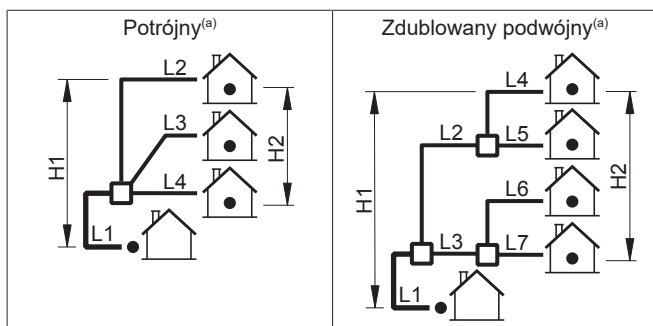 Potrójny(a)
L2
L3
L4
L1
H1
H2
Zdublowany podwójny(a)
L4
L2
L5
L6
L3
L7
L1
H1
H2